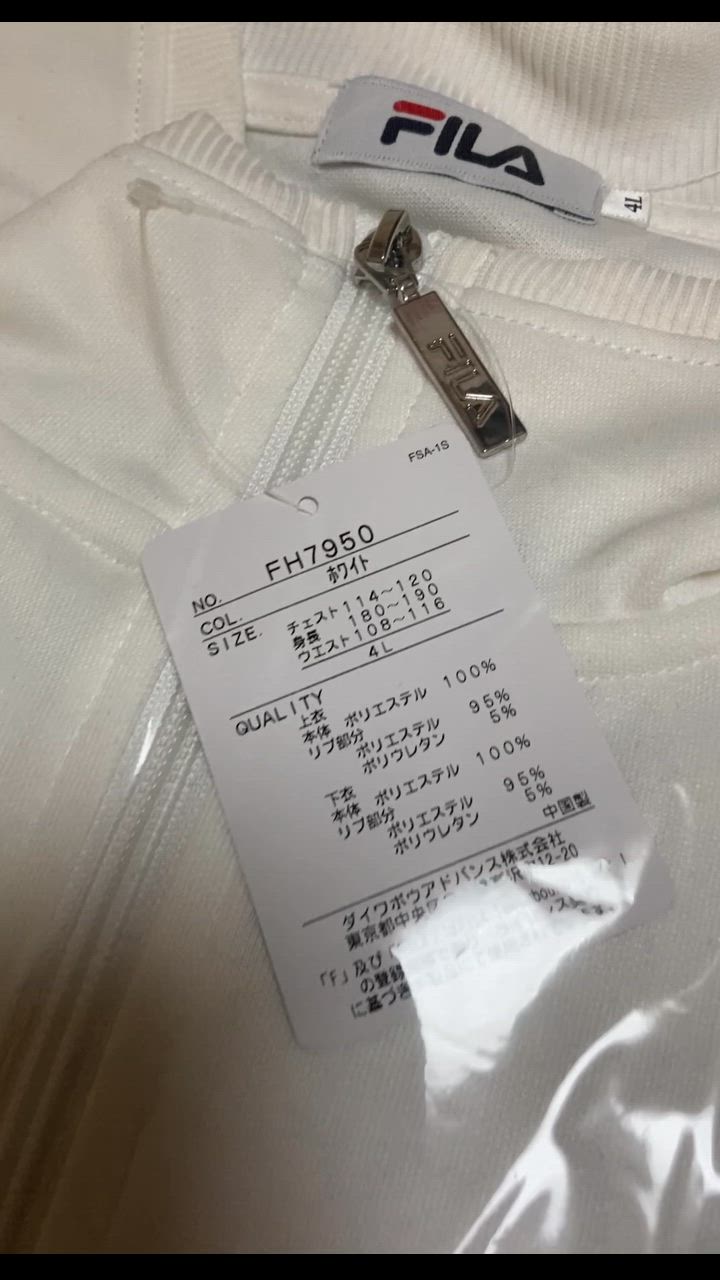 FILA
4L
FILA
FSA-1S
NO. FH7950
COL. ホワイト
SIZE. チェスト114〜120
身長 180〜190
ウエスト108〜116
4L
QUALITY
上衣
本体 ポリエステル 100%
リブ部分
ポリエステル 95%
ポリウレタン 5%
下衣
本体 ポリエステル 100%
リブ部分
ポリエステル 95%
ポリウレタン 5%
中国製
ダイワボウアドバンス株式会社
東京都中央区 12-20
「F」及び「
の登録
に基づき